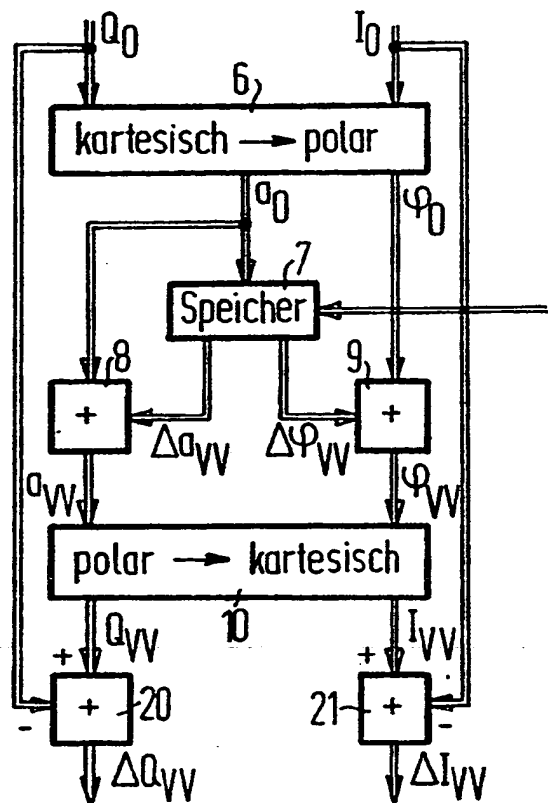 Q0 I0
6
kartesisch → polar
a0 φ0
7
Speicher
8 9
+ +
ΔaVV ΔφVV
aVV φVV
polar → kartesisch
10
QVV IVV
+ +
+ 20 21 +
- -
ΔQVV ΔIVV